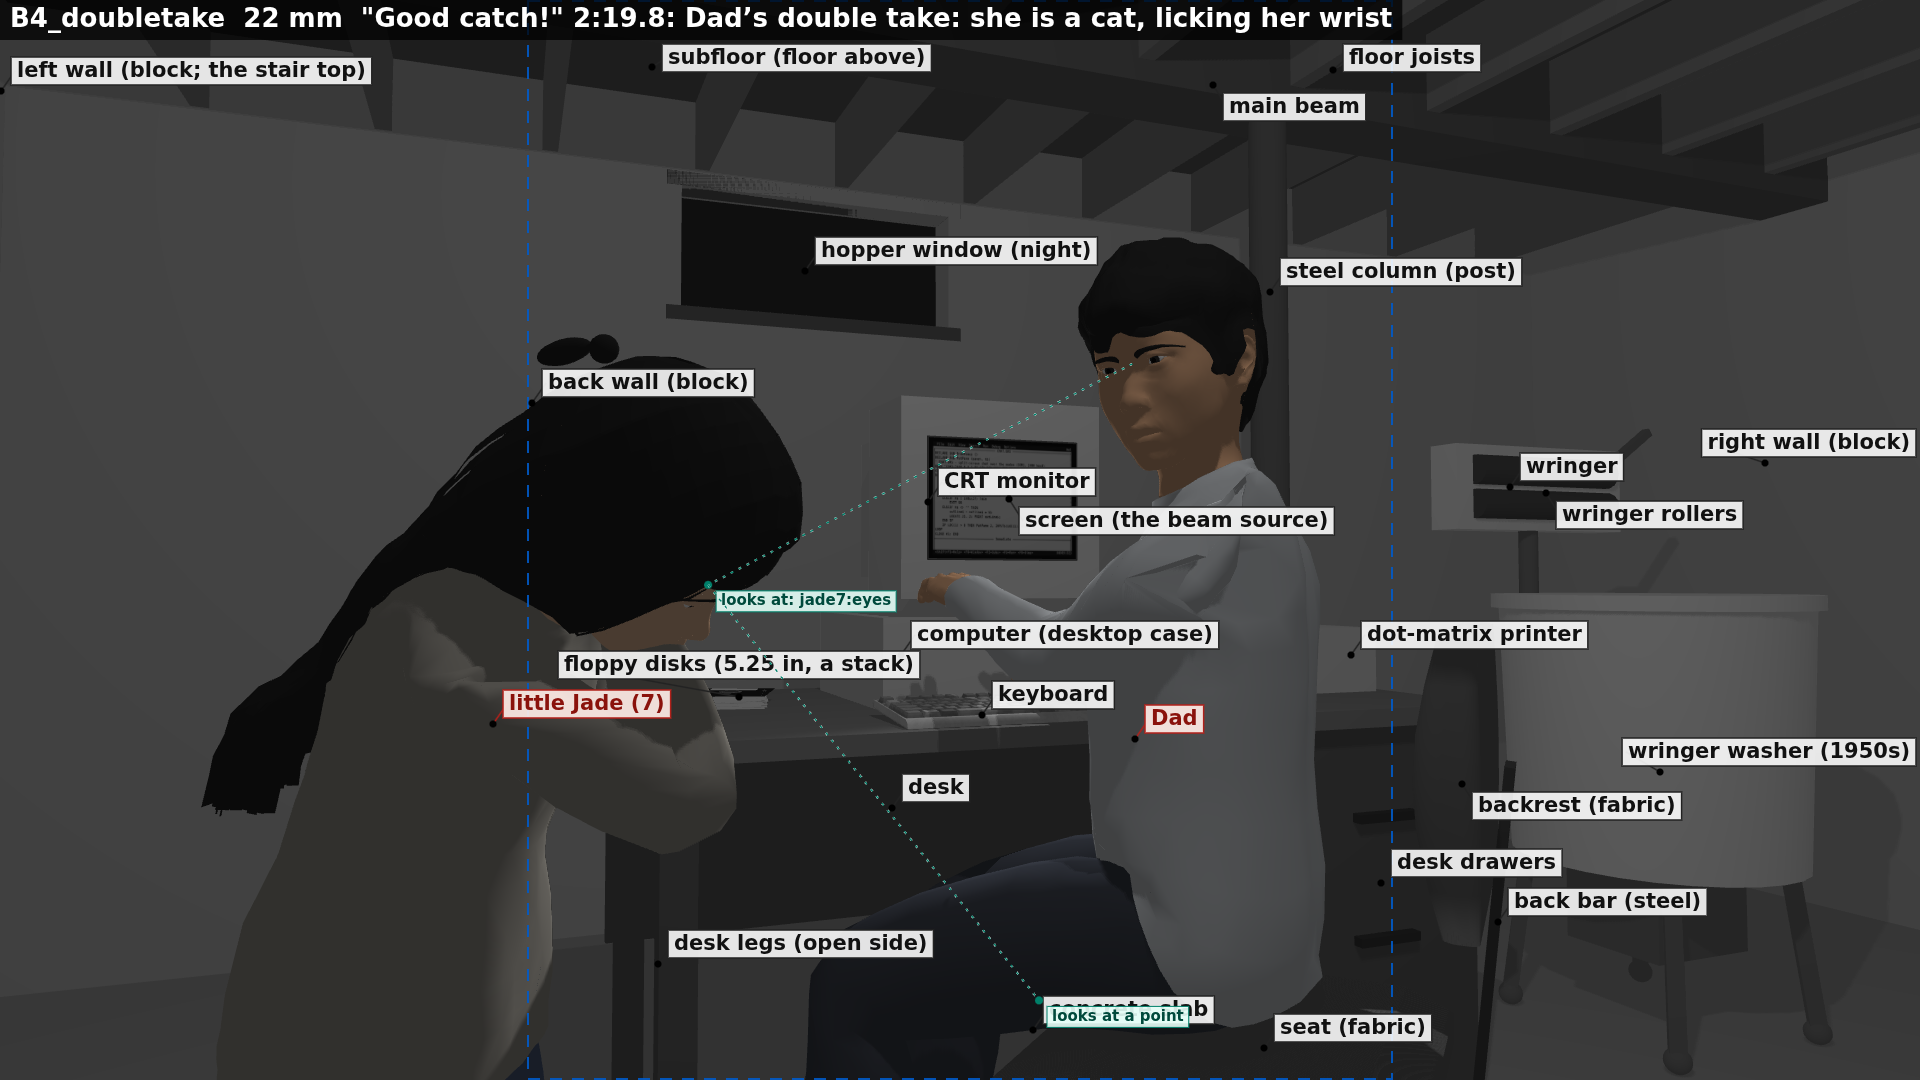 B4_doubletake 22 mm "Good catch!" 2:19.8: Dad’s double take: she is a cat, licking her wrist
subfloor (floor above)
floor joists
left wall (block; the stair top)
main beam
hopper window (night)
steel column (post)
back wall (block)
right wall (block)
wringer
CRT monitor
wringer rollers
screen (the beam source)
looks at: jade7:eyes
computer (desktop case)
dot-matrix printer
floppy disks (5.25 in, a stack)
keyboard
little Jade (7)
Dad
wringer washer (1950s)
desk
backrest (fabric)
desk drawers
back bar (steel)
desk legs (open side)
concrete slab
looks at a point
seat (fabric)